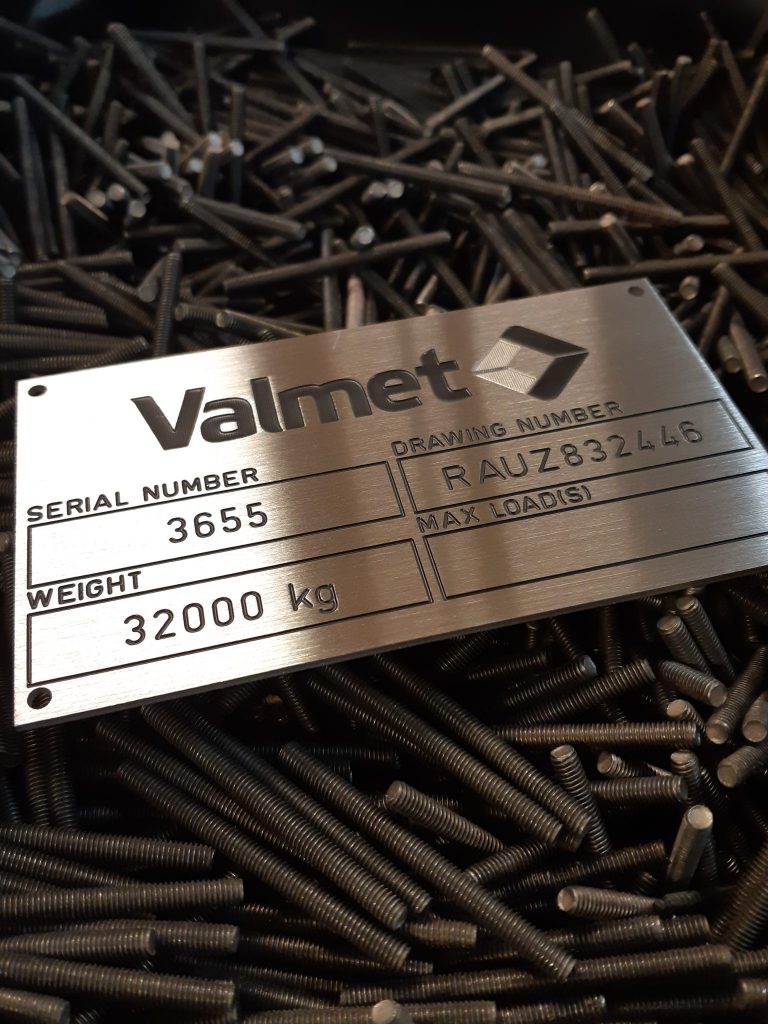 Valmet
SERIAL NUMBER
3655
DRAWING NUMBER
RAUZ832446
WEIGHT
32000 kg
MAX LOAD(S)